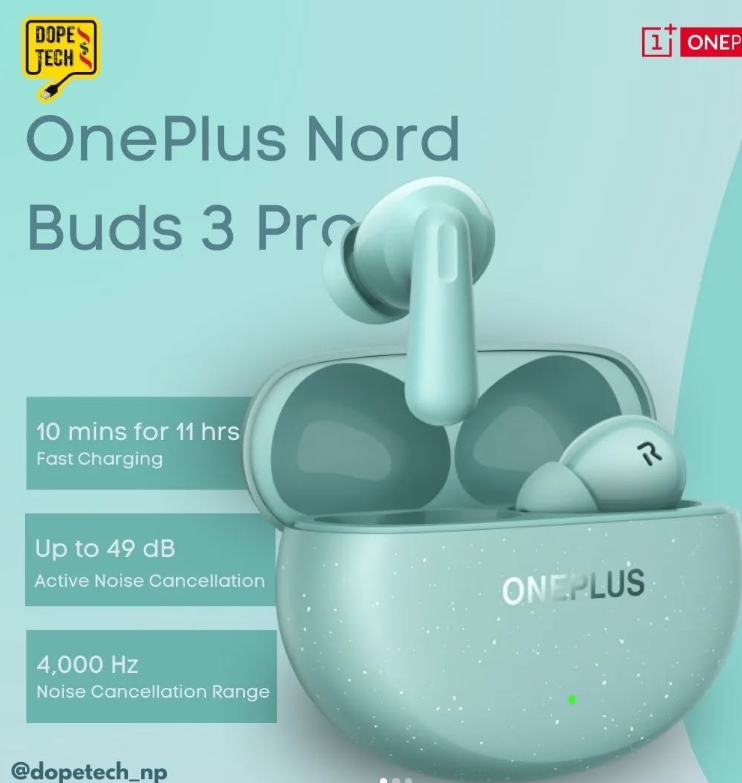 DOPE
TECH
1+ ONEP
OnePlus Nord
Buds 3 Pro
10 mins for 11 hrs
Fast Charging
R
Up to 49 dB
Active Noise Cancellation
ONEPLUS
4,000 Hz
Noise Cancellation Range
@dopetech_np